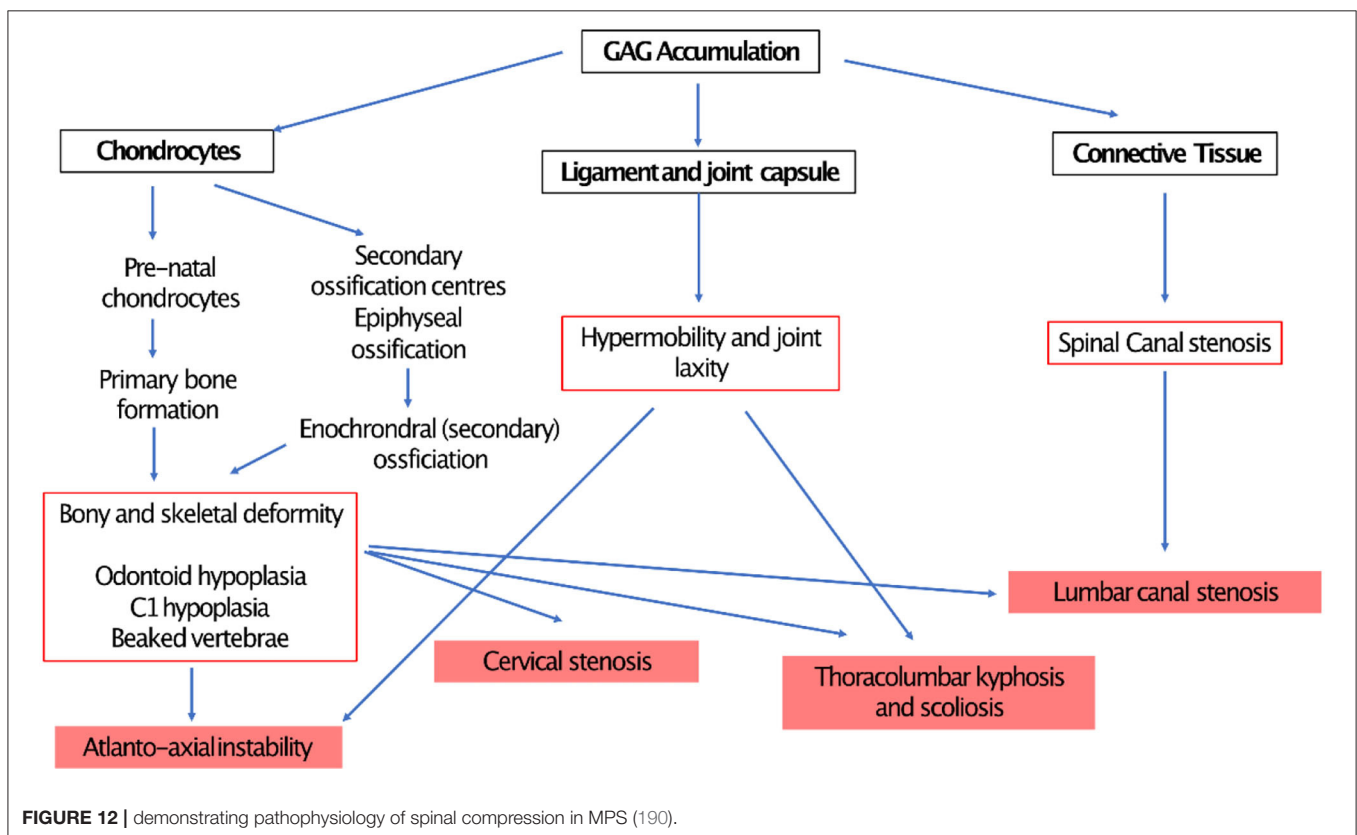 GAG Accumulation
Chondrocytes
Ligament and joint capsule
Connective Tissue
Pre-natal
chondrocytes
Secondary
ossification centres
Epiphyseal
ossification
Primary bone
formation
Enochrondral (secondary)
ossficiation
Hypermobility and joint
laxity
Spinal Canal stenosis
Bony and skeletal deformity
Odontoid hypoplasia
C1 hypoplasia
Beaked vertebrae
Lumbar canal stenosis
Cervical stenosis
Thoracolumbar kyphosis
and scoliosis
Atlanto-axial instability
FIGURE 12 | demonstrating pathophysiology of spinal compression in MPS (190).